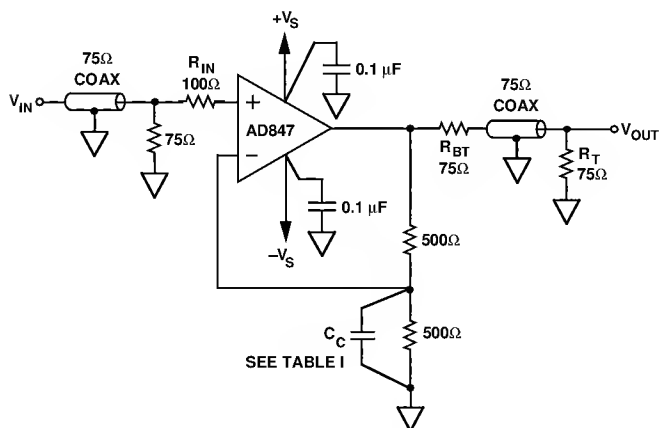 +VS
75Ω
COAX
RIN
100Ω
0.1 µF
75Ω
COAX
VIN
+
AD847
−
75Ω
RBT
75Ω
VOUT
RT
75Ω
0.1 µF
−VS
500Ω
CC
500Ω
SEE TABLE I